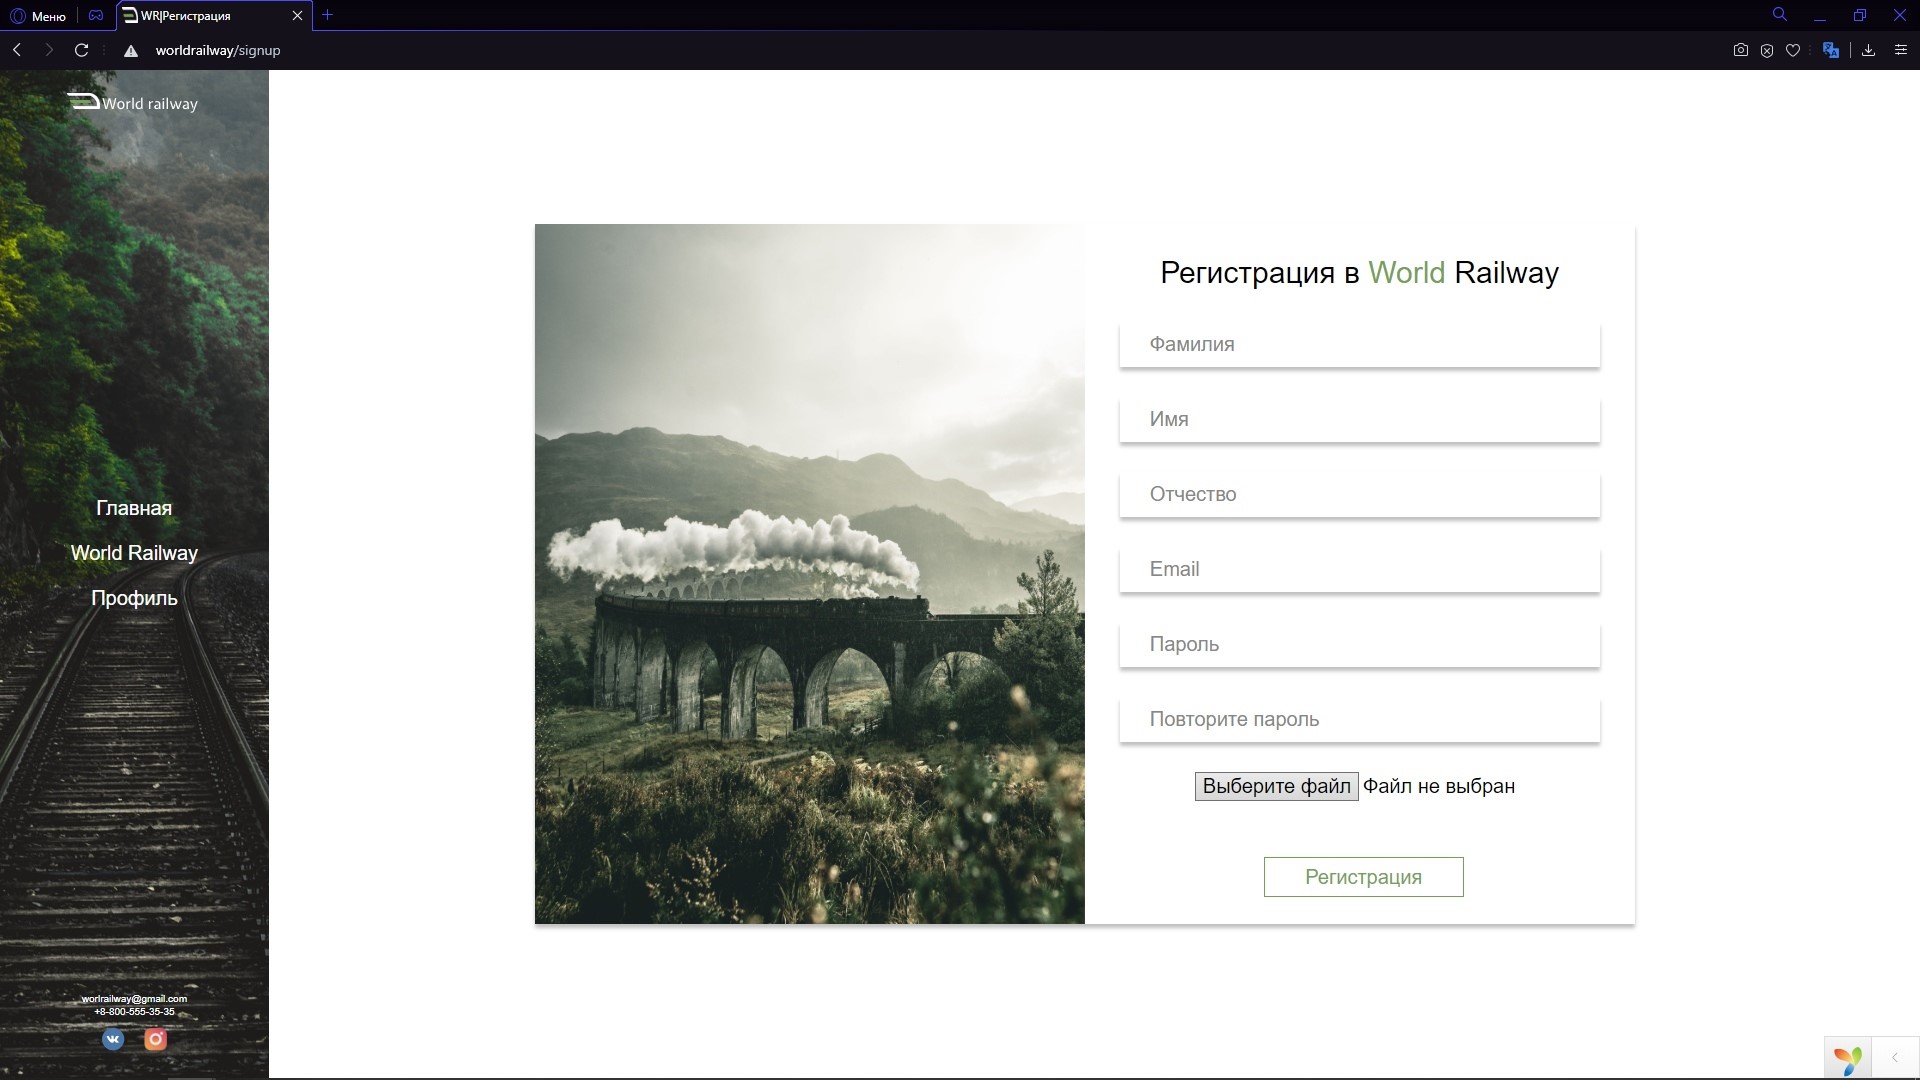 Меню
WR|Регистрация
worldrailway/signup
World railway
Главная
World Railway
Профиль
worlrailway@gmail.com
+8-800-555-35-35
Регистрация в World Railway
Фамилия
Имя
Отчество
Email
Пароль
Повторите пароль
Выберите файл Файл не выбран
Регистрация